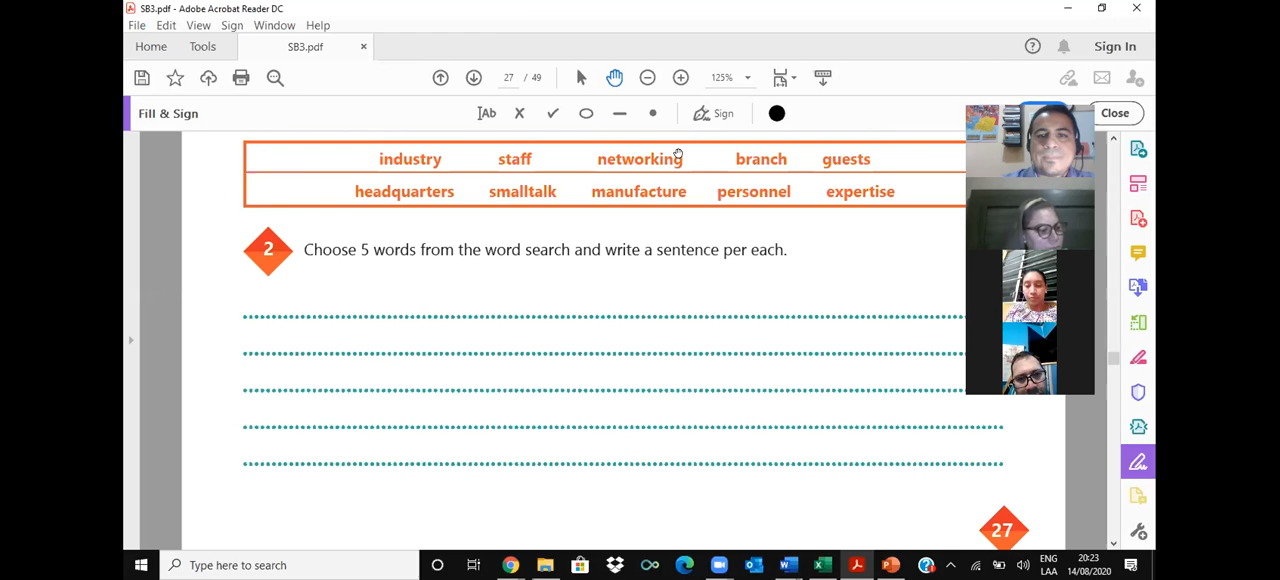 SB3.pdf - Adobe Acrobat Reader DC
File Edit View Sign Window Help
Home Tools SB3.pdf × Sign In
27 / 49 125%
Fill & Sign Ab Sign Close
industry staff networking branch guests
headquarters smalltalk manufacture personnel expertise
2 Choose 5 words from the word search and write a sentence per each.
27
Type here to search
ENG 20:23
LAA 14/08/2020